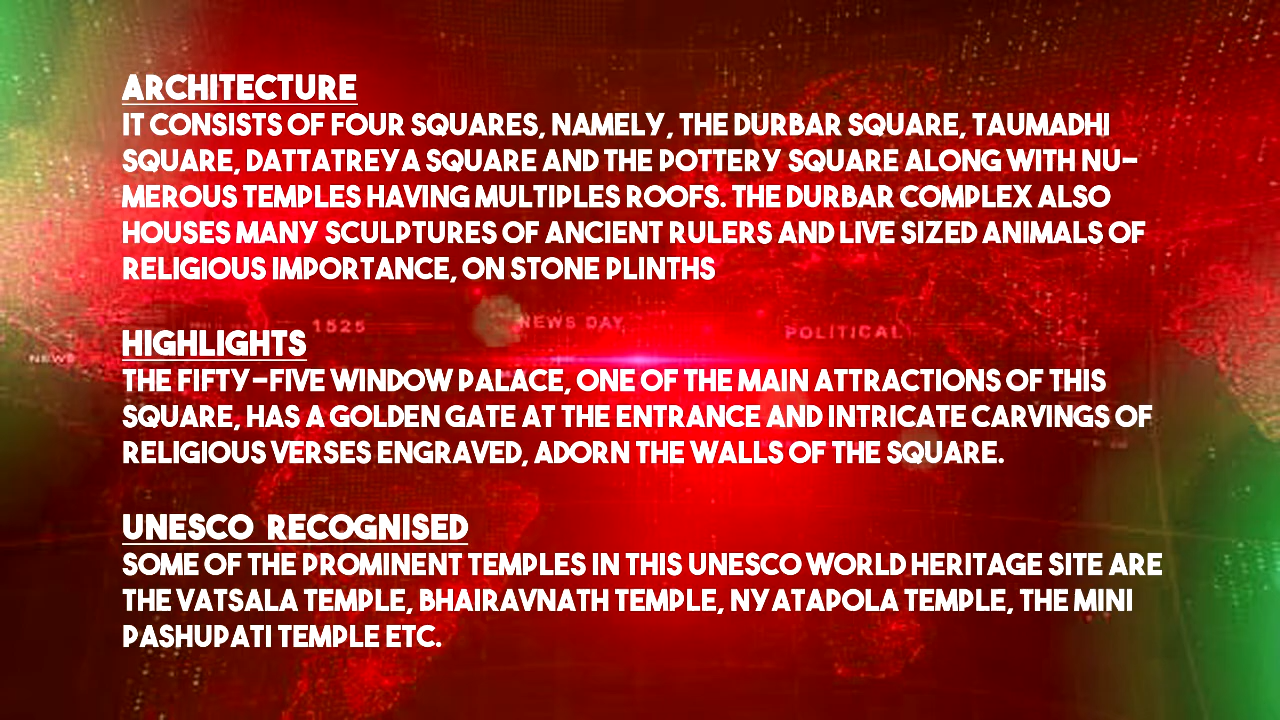 ARCHITECTURE
IT CONSISTS OF FOUR SQUARES, NAMELY, THE DURBAR SQUARE, TAUMADHI
SQUARE, DATTATREYA SQUARE AND THE POTTERY SQUARE ALONG WITH NU-
MEROUS TEMPLES HAVING MULTIPLES ROOFS. THE DURBAR COMPLEX ALSO
HOUSES MANY SCULPTURES OF ANCIENT RULERS AND LIVE SIZED ANIMALS OF
RELIGIOUS IMPORTANCE, ON STONE PLINTHS
1525
NEWS DAY
POLITICAL
NEWS
HIGHLIGHTS
THE FIFTY-FIVE WINDOW PALACE, ONE OF THE MAIN ATTRACTIONS OF THIS
SQUARE, HAS A GOLDEN GATE AT THE ENTRANCE AND INTRICATE CARVINGS OF
RELIGIOUS VERSES ENGRAVED, ADORN THE WALLS OF THE SQUARE.
UNESCO RECOGNISED
SOME OF THE PROMINENT TEMPLES IN THIS UNESCO WORLD HERITAGE SITE ARE
THE VATSALA TEMPLE, BHAIRAVNATH TEMPLE, NYATAPOLA TEMPLE, THE MINI
PASHUPATI TEMPLE ETC.